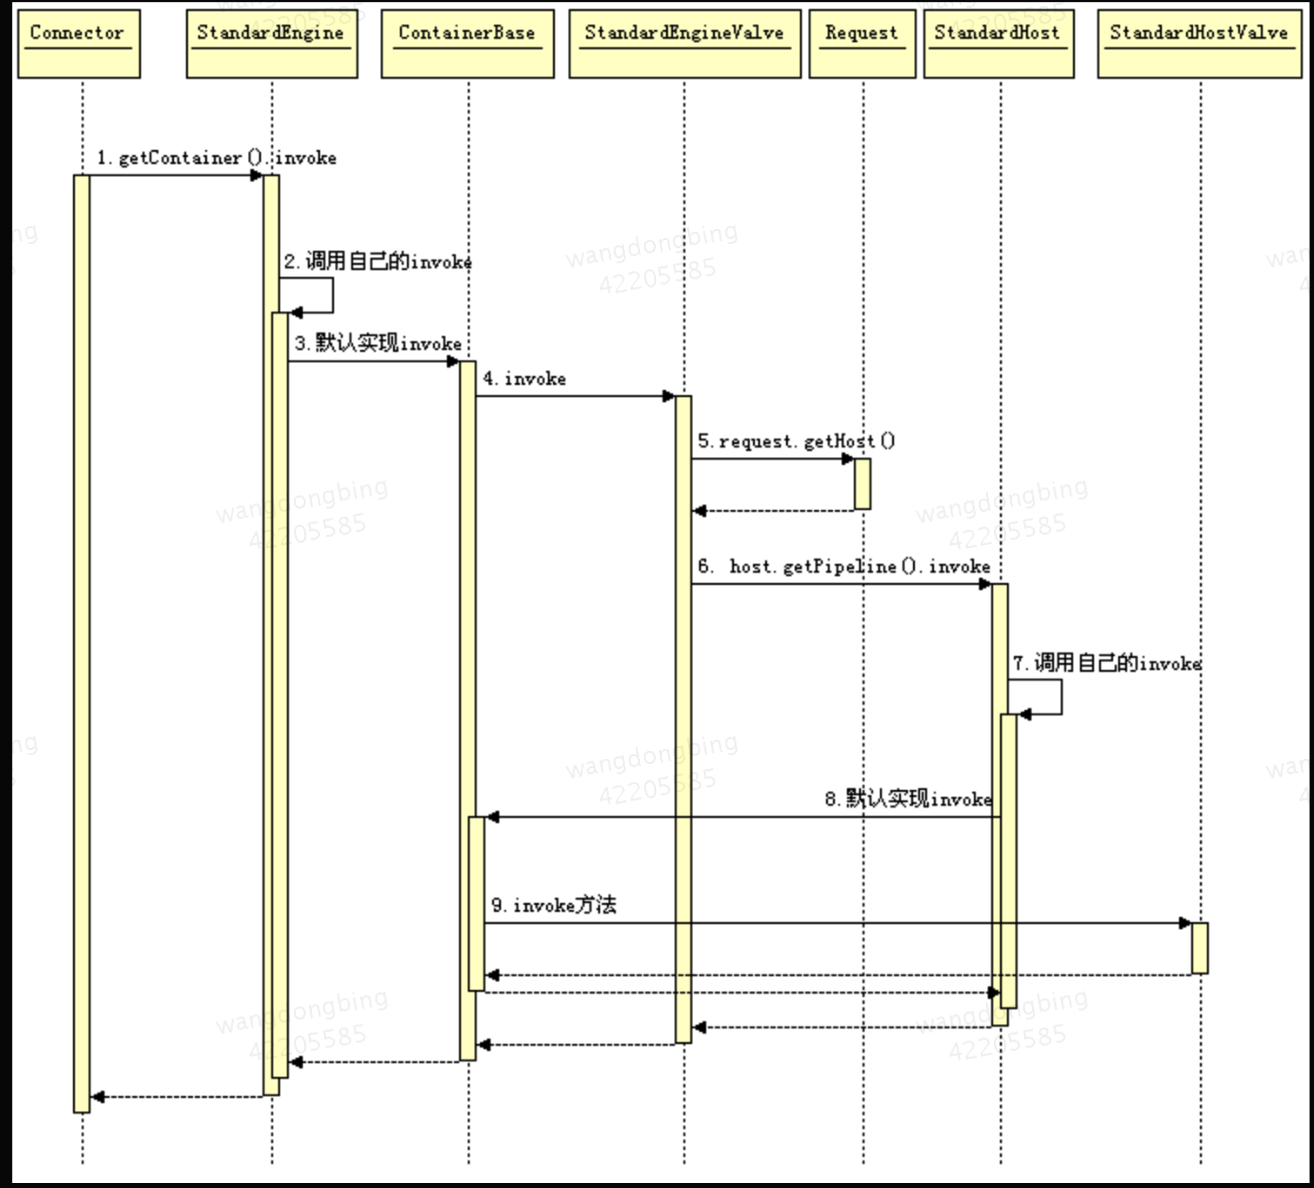 Connector
StandardEngine
ContainerBase
StandardEngineValve
Request
StandardHost
StandardHostValve
1.getContainer().invoke
2.调用自己的invoke
3.默认实现invoke
4.invoke
5.request.getHost()
6. host.getPipeline().invoke
7.调用自己的invoke
8.默认实现invoke
9.invoke方法
wangdongbing
42205585
wangdongbing
42205585
wangdongbing
42205585
wangdongbing
42205585
wangdongbing
42205585
wangdongbing
42205585